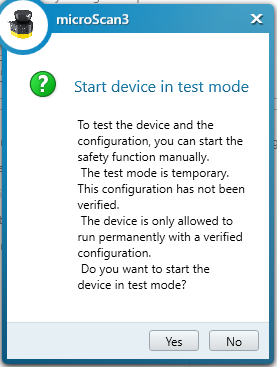 microScan3
Start device in test mode
To test the device and the
configuration, you can start the
safety function manually.
The test mode is temporary.
This configuration has not been
verified.
The device is only allowed to
run permanently with a verified
configuration.
Do you want to start the
device in test mode?
Yes
No